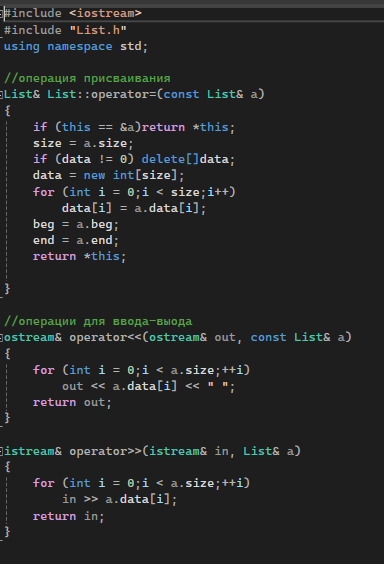 #include <iostream>
#include "List.h"
using namespace std;
//операция присваивания
List& List::operator=(const List& a)
{
if (this == &a)return *this;
size = a.size;
if (data != 0) delete[]data;
data = new int[size];
for (int i = 0;i < size;i++)
data[i] = a.data[i];
beg = a.beg;
end = a.end;
return *this;
}
//операции для ввода-выода
ostream& operator<<(ostream& out, const List& a)
{
for (int i = 0;i < a.size;++i)
out << a.data[i] << " ";
return out;
}
istream& operator>>(istream& in, List& a)
{
for (int i = 0;i < a.size;++i)
in >> a.data[i];
return in;
}